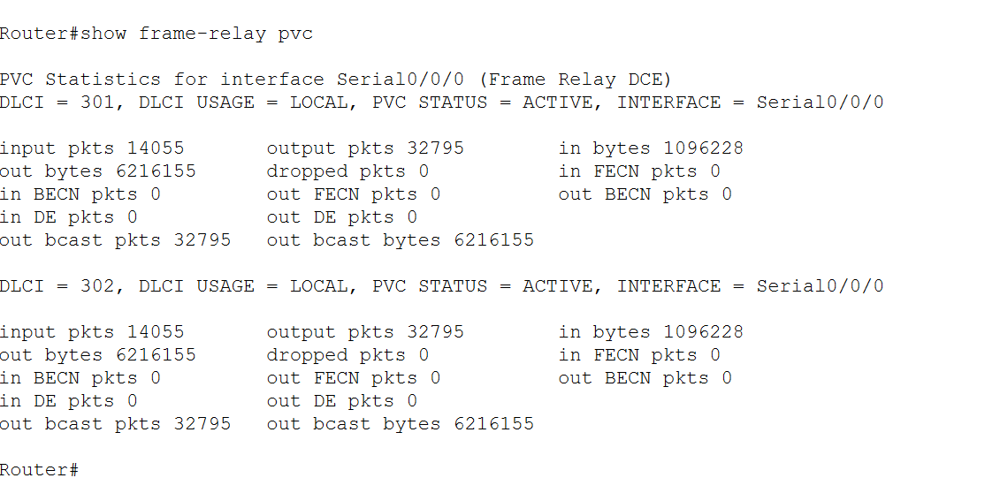 Router#show frame-relay pvc
PVC Statistics for interface Serial0/0/0 (Frame Relay DCE)
DLCI = 301, DLCI USAGE = LOCAL, PVC STATUS = ACTIVE, INTERFACE = Serial0/0/0
input pkts 14055 output pkts 32795 in bytes 1096228
out bytes 6216155 dropped pkts 0 in FECN pkts 0
in BECN pkts 0 out FECN pkts 0 out BECN pkts 0
in DE pkts 0 out DE pkts 0
out bcast pkts 32795 out bcast bytes 6216155
DLCI = 302, DLCI USAGE = LOCAL, PVC STATUS = ACTIVE, INTERFACE = Serial0/0/0
input pkts 14055 output pkts 32795 in bytes 1096228
out bytes 6216155 dropped pkts 0 in FECN pkts 0
in BECN pkts 0 out FECN pkts 0 out BECN pkts 0
in DE pkts 0 out DE pkts 0
out bcast pkts 32795 out bcast bytes 6216155
Router#